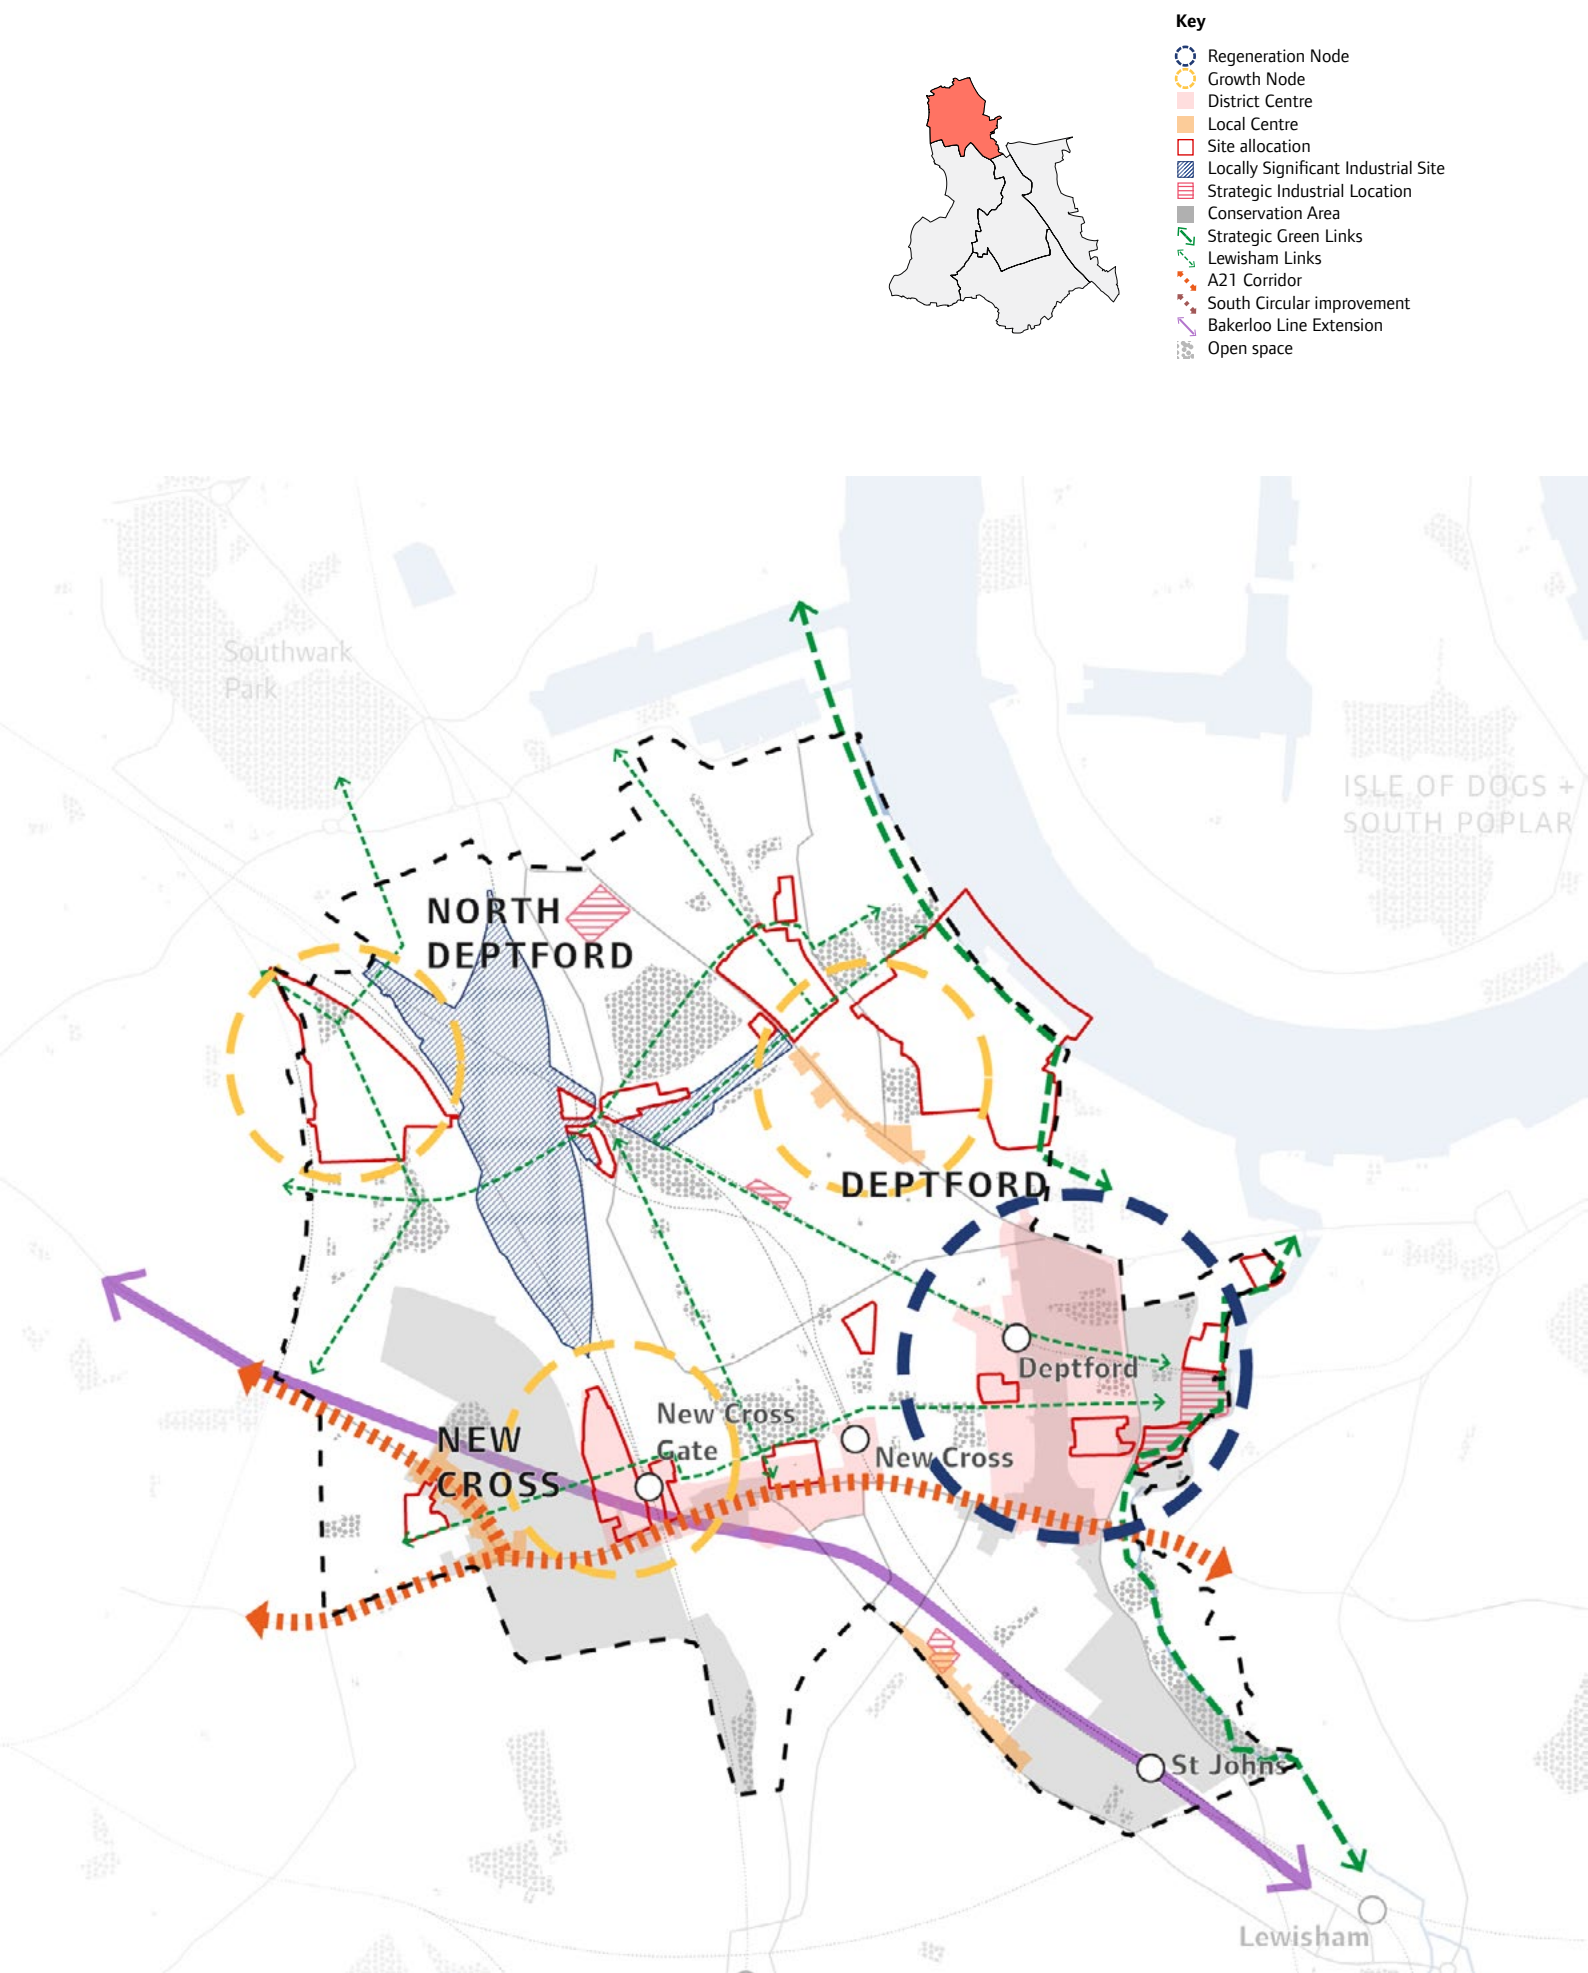 Key
Regeneration Node
Growth Node
District Centre
Local Centre
Site allocation
Locally Significant Industrial Site
Strategic Industrial Location
Conservation Area
Strategic Green Links
Lewisham Links
A21 Corridor
South Circular improvement
Bakerloo Line Extension
Open space
Southwark
Park
ISLE OF DOGS +
SOUTH POPLAR
NORTH
DEPTFORD
DEPTFORD
Deptford
New Cross
Gate
NEW
CROSS
New Cross
St Johns
Lewisham